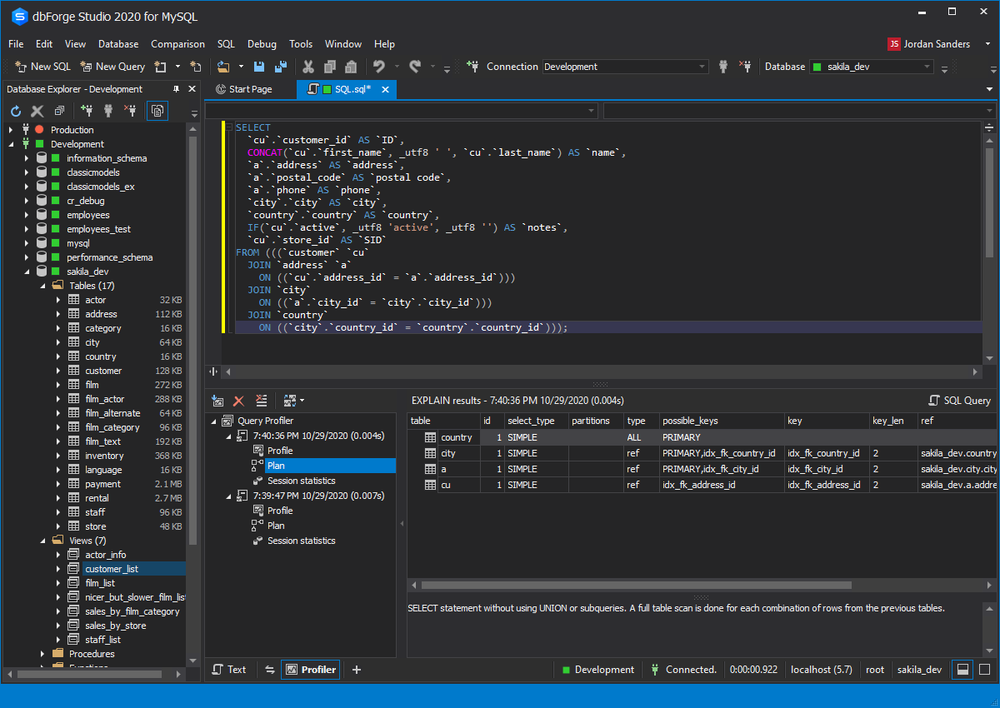 dbForge Studio 2020 for MySQL
File Edit View Database Comparison SQL Debug Tools Window Help
JS Jordan Sanders
New SQL New Query Connection Development Database sakila_dev
Database Explorer - Development
Start Page SQL.sql*
Production
Development
information_schema
classicmodels
classicmodels_ex
cr_debug
employees
employees_test
mysql
performance_schema
sakila_dev
Tables (17)
actor 32 KB
address 112 KB
category 16 KB
city 64 KB
country 16 KB
customer 128 KB
film 272 KB
film_actor 288 KB
film_alternate 64 KB
film_category 96 KB
film_text 192 KB
inventory 368 KB
language 16 KB
payment 2.1 MB
rental 2.7 MB
staff 96 KB
store 48 KB
Views (7)
actor_info
customer_list
film_list
nicer_but_slower_film_lis
sales_by_film_category
sales_by_store
staff_list
Procedures
Functions
SELECT
`cu`.`customer_id` AS `ID`,
CONCAT(`cu`.`first_name`, _utf8 ' ', `cu`.`last_name`) AS `name`,
`a`.`address` AS `address`,
`a`.`postal_code` AS `postal code`,
`a`.`phone` AS `phone`,
`city`.`city` AS `city`,
`country`.`country` AS `country`,
IF(`cu`.`active`, _utf8 'active', _utf8 '') AS `notes`,
`cu`.`store_id` AS `SID`
FROM (((`customer` `cu`
JOIN `address` `a`
ON ((`cu`.`address_id` = `a`.`address_id`)))
JOIN `city`
ON ((`a`.`city_id` = `city`.`city_id`)))
JOIN `country`
ON ((`city`.`country_id` = `country`.`country_id`)));
Query Profiler
7:40:36 PM 10/29/2020 (0.004s)
Profile
Plan
Session statistics
7:39:47 PM 10/29/2020 (0.007s)
Profile
Plan
Session statistics
EXPLAIN results - 7:40:36 PM 10/29/2020 (0.004s) SQL Query
table id select_type partitions type possible_keys key key_len ref
country 1 SIMPLE ALL PRIMARY
city 1 SIMPLE ref PRIMARY,idx_fk_country_id idx_fk_country_id 2 sakila_dev.country
a 1 SIMPLE ref PRIMARY,idx_fk_city_id idx_fk_city_id 2 sakila_dev.city.city
cu 1 SIMPLE ref idx_fk_address_id idx_fk_address_id 2 sakila_dev.a.addre
SELECT statement without using UNION or subqueries. A full table scan is done for each combination of rows from the previous tables.
Text Profiler
Development Connected. 0:00:00.922 localhost (5.7) root sakila_dev